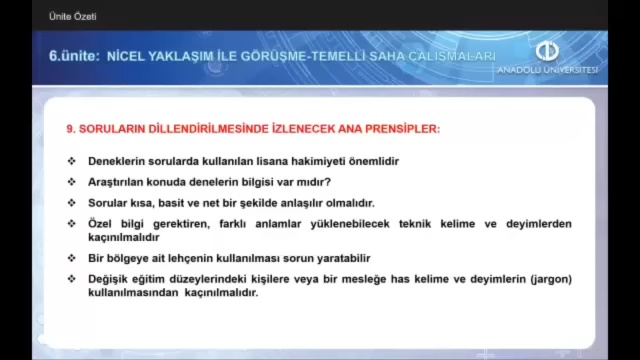 Ünite Özeti
6.ünite: NİCEL YAKLAŞIM İLE GÖRÜŞME-TEMELLİ SAHA ÇALIŞMALARI
ANADOLU ÜNİVERSİTESİ
9. SORULARIN DİLLENDİRİLMESİNDE İZLENECEK ANA PRENSİPLER:
❖ Deneklerin sorularda kullanılan lisana hakimiyeti önemlidir
❖ Araştırılan konuda denelerin bilgisi var mıdır?
❖ Sorular kısa, basit ve net bir şekilde anlaşılır olmalıdır.
❖ Özel bilgi gerektiren, farklı anlamlar yüklenebilecek teknik kelime ve deyimlerden
kaçınılmalıdır
❖ Bir bölgeye ait lehçenin kullanılması sorun yaratabilir
❖ Değişik eğitim düzeylerindeki kişilere veya bir mesleğe has kelime ve deyimlerin (jargon)
kullanılmasından kaçınılmalıdır.